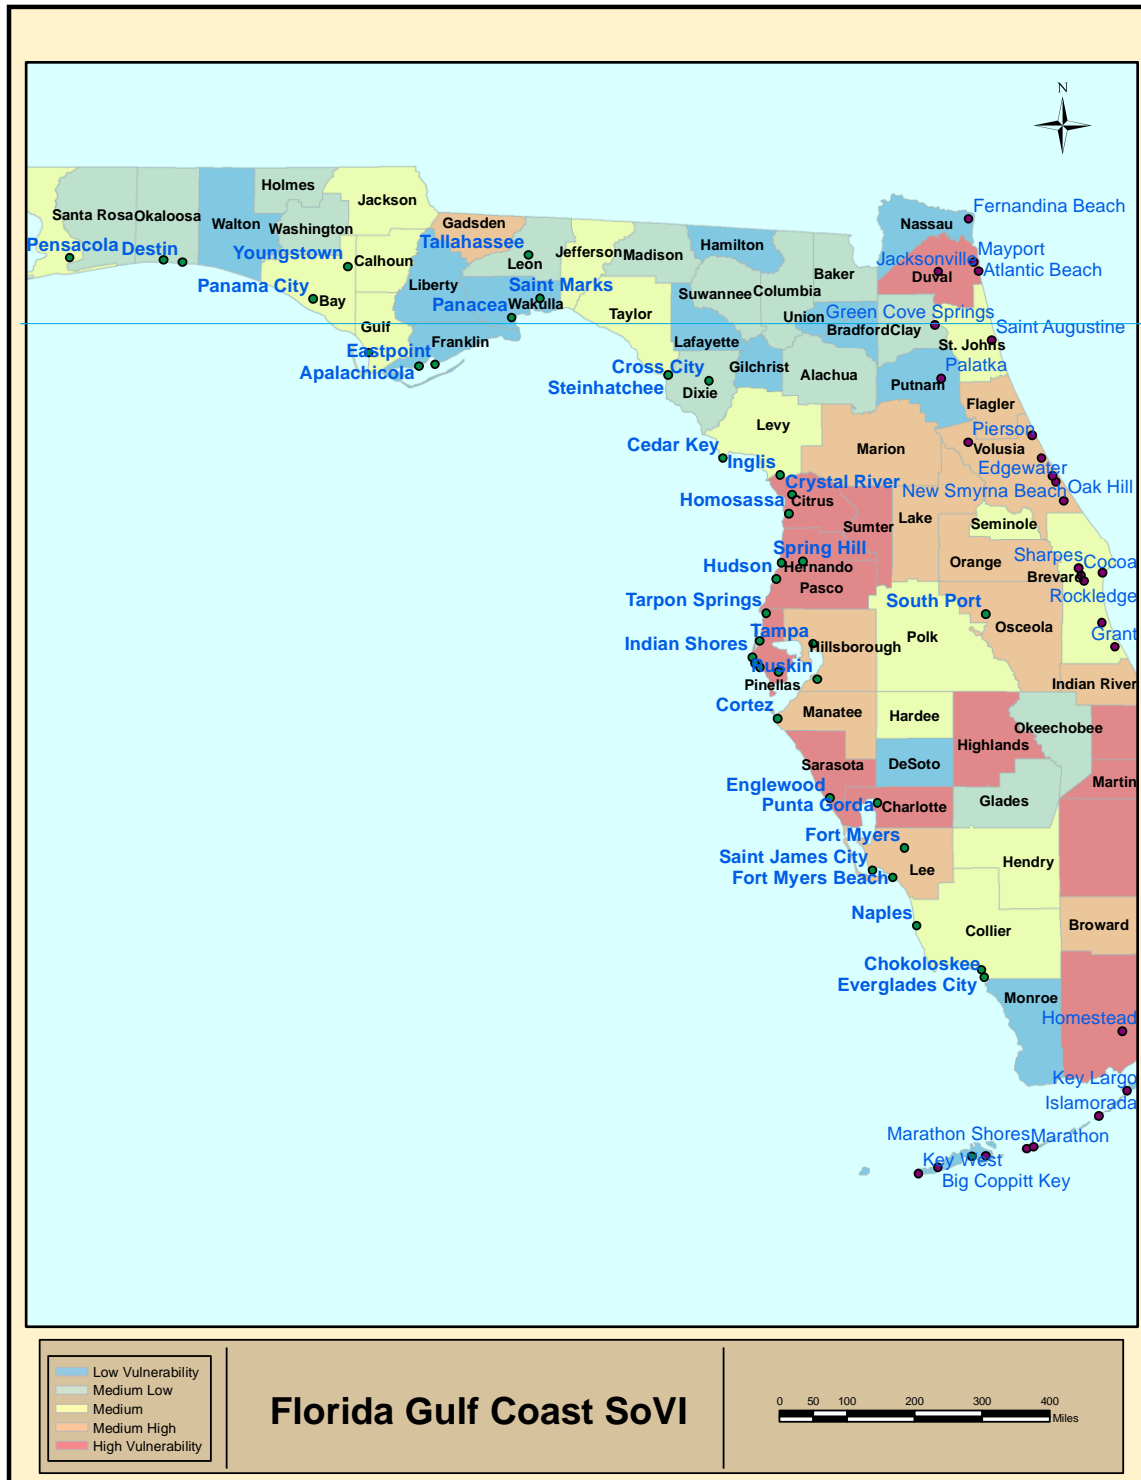 N
Holmes
Jackson
Santa Rosa
Okaloosa
Walton
Washington
Gadsden
Nassau
Fernandina Beach
Pensacola
Destin
Youngstown
Calhoun
Tallahassee
Leon
Jefferson
Madison
Hamilton
Jacksonville
Mayport
Duval
Atlantic Beach
Baker
Panama City
Bay
Liberty
Saint Marks
Panacea
Wakulla
Suwannee
Columbia
Taylor
Union
Green Cove Springs
Bradford
Clay
Saint Augustine
Gulf
Franklin
Lafayette
St. Johns
Eastpoint
Apalachicola
Cross City
Gilchrist
Alachua
Palatka
Steinhatchee
Dixie
Putnam
Flagler
Levy
Pierson
Cedar Key
Marion
Volusia
Inglis
Edgewater
Crystal River
New Smyrna Beach
Oak Hill
Homosassa
Citrus
Sumter
Lake
Seminole
Spring Hill
Orange
Sharpes
Cocoa
Hudson
Hernando
Brevard
Pasco
Rockledge
Tarpon Springs
South Port
Osceola
Tampa
Polk
Grant
Indian Shores
Hillsborough
Ruskin
Pinellas
Indian River
Cortez
Manatee
Hardee
Okeechobee
Highlands
Sarasota
DeSoto
Martin
Englewood
Punta Gorda
Charlotte
Glades
Fort Myers
Saint James City
Lee
Hendry
Fort Myers Beach
Naples
Collier
Broward
Chokoloskee
Everglades City
Monroe
Homestead
Key Largo
Islamorada
Marathon Shores
Marathon
Key West
Big Coppitt Key
Low Vulnerability
Medium Low
Medium
Medium High
High Vulnerability
Florida Gulf Coast SoVI
0 50 100 200 300 400
Miles